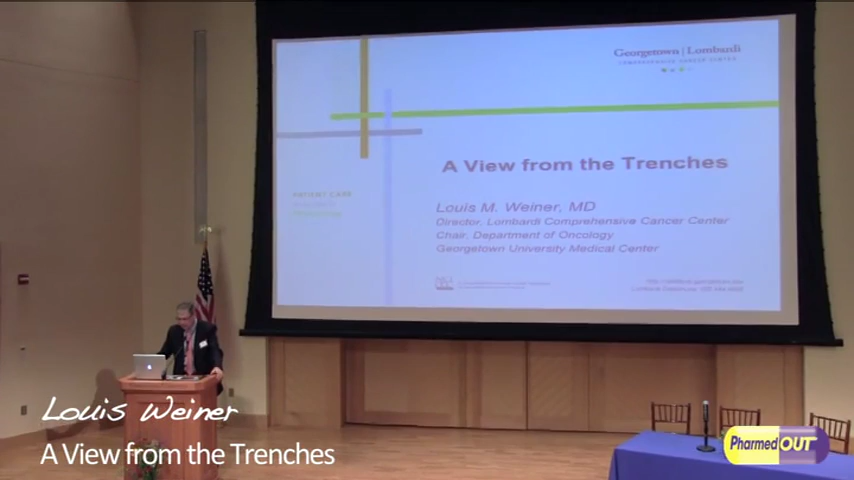 Georgetown | Lombardi
COMPREHENSIVE CANCER CENTER
A View from the Trenches
PATIENT CARE
Louis M. Weiner, MD
Director, Lombardi Comprehensive Cancer Center
Chair, Department of Oncology
Georgetown University Medical Center
Louis Weiner
A View from the Trenches
PharmedOUT